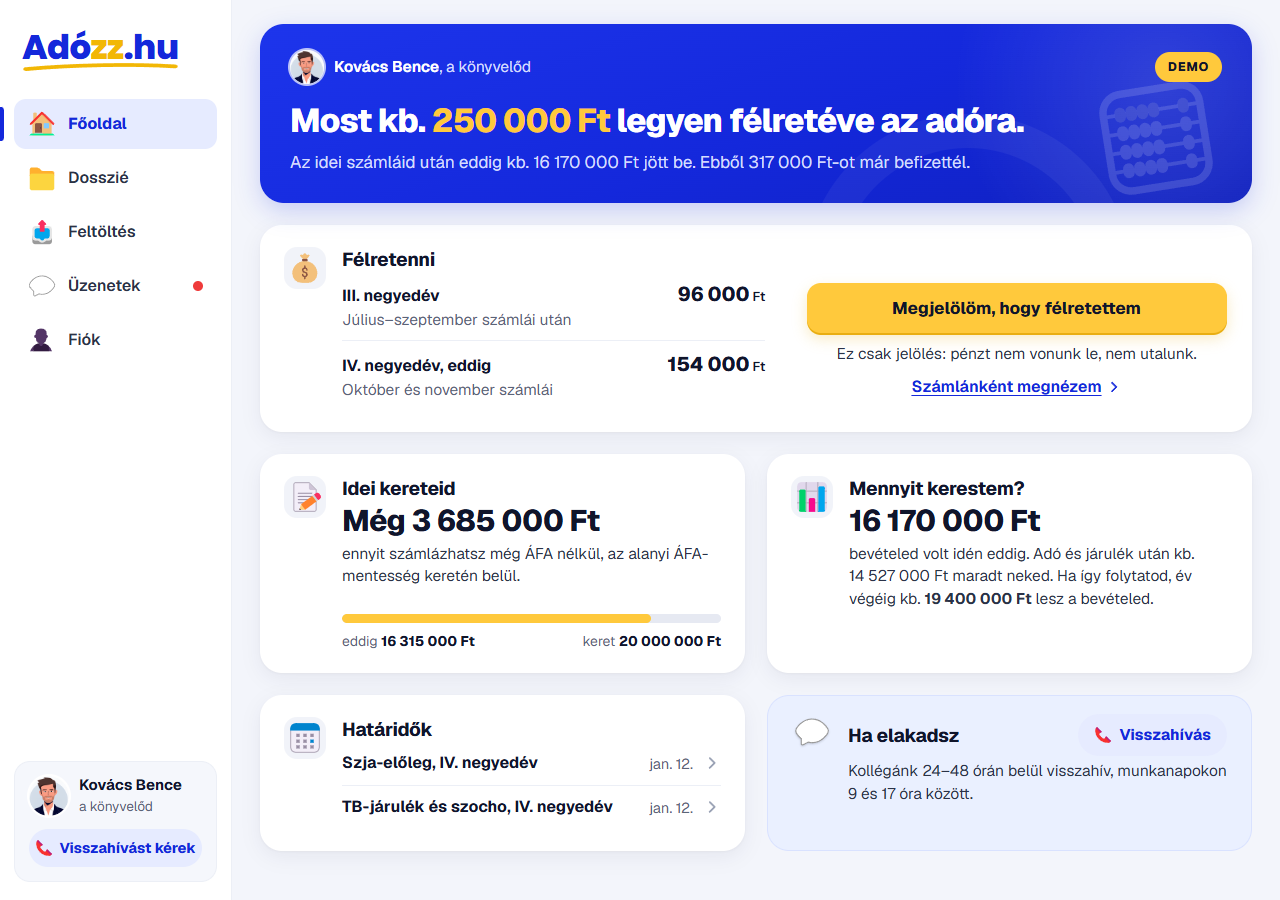 Adózz.hu
Főoldal
Dosszié
Feltöltés
Üzenetek
Fiók
Kovács Bence
a könyvelőd
Visszahívást kérek
Kovács Bence, a könyvelőd
DEMO
Most kb. 250 000 Ft legyen félretéve az adóra.
Az idei számláid után eddig kb. 16 170 000 Ft jött be. Ebből 317 000 Ft-ot már befizettél.
Félretenni
III. negyedév
96 000 Ft
Július–szeptember számlái után
IV. negyedév, eddig
154 000 Ft
Október és november számlái
Megjelölöm, hogy félretettem
Ez csak jelölés: pénzt nem vonunk le, nem utalunk.
Számlánként megnézem
Idei kereteid
Még 3 685 000 Ft
ennyit számlázhatsz még ÁFA nélkül, az alanyi ÁFA-
mentesség keretén belül.
eddig 16 315 000 Ft
keret 20 000 000 Ft
Mennyit kerestem?
16 170 000 Ft
bevételed volt idén eddig. Adó és járulék után kb.
14 527 000 Ft maradt neked. Ha így folytatod, év
végéig kb. 19 400 000 Ft lesz a bevételed.
Határidők
Szja-előleg, IV. negyedév
jan. 12.
TB-járulék és szocho, IV. negyedév
jan. 12.
Ha elakadsz
Visszahívás
Kollégánk 24–48 órán belül visszahív, munkanapokon
9 és 17 óra között.